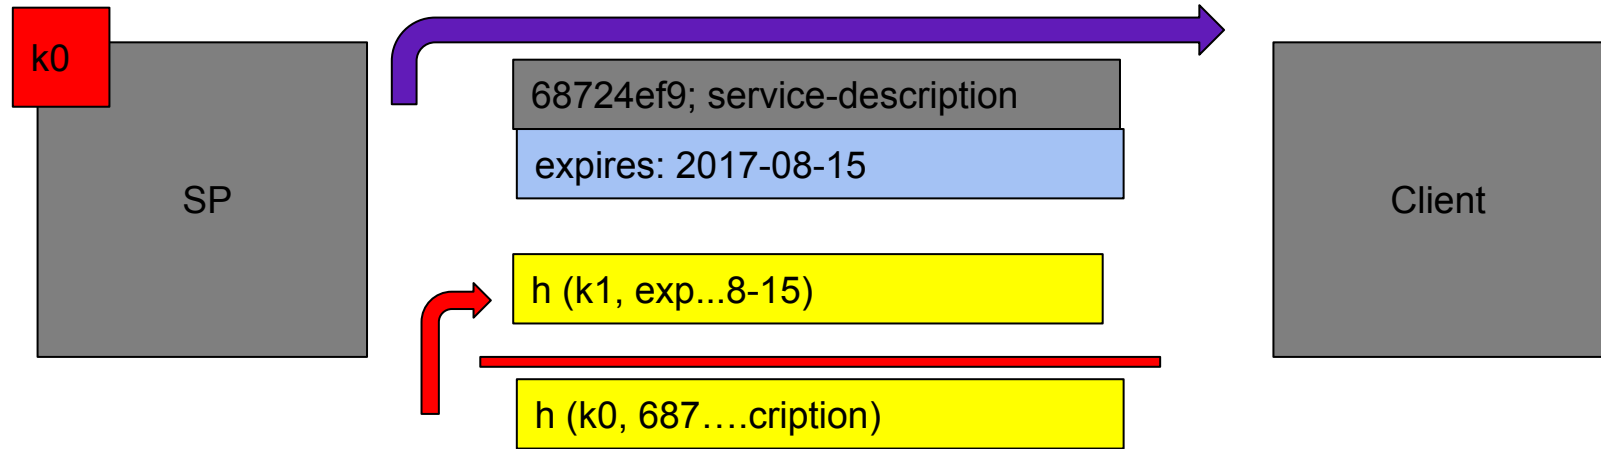 k0
SP
68724ef9; service-description
expires: 2017-08-15
h (k1, exp...8-15)
h (k0, 687….cription)
Client